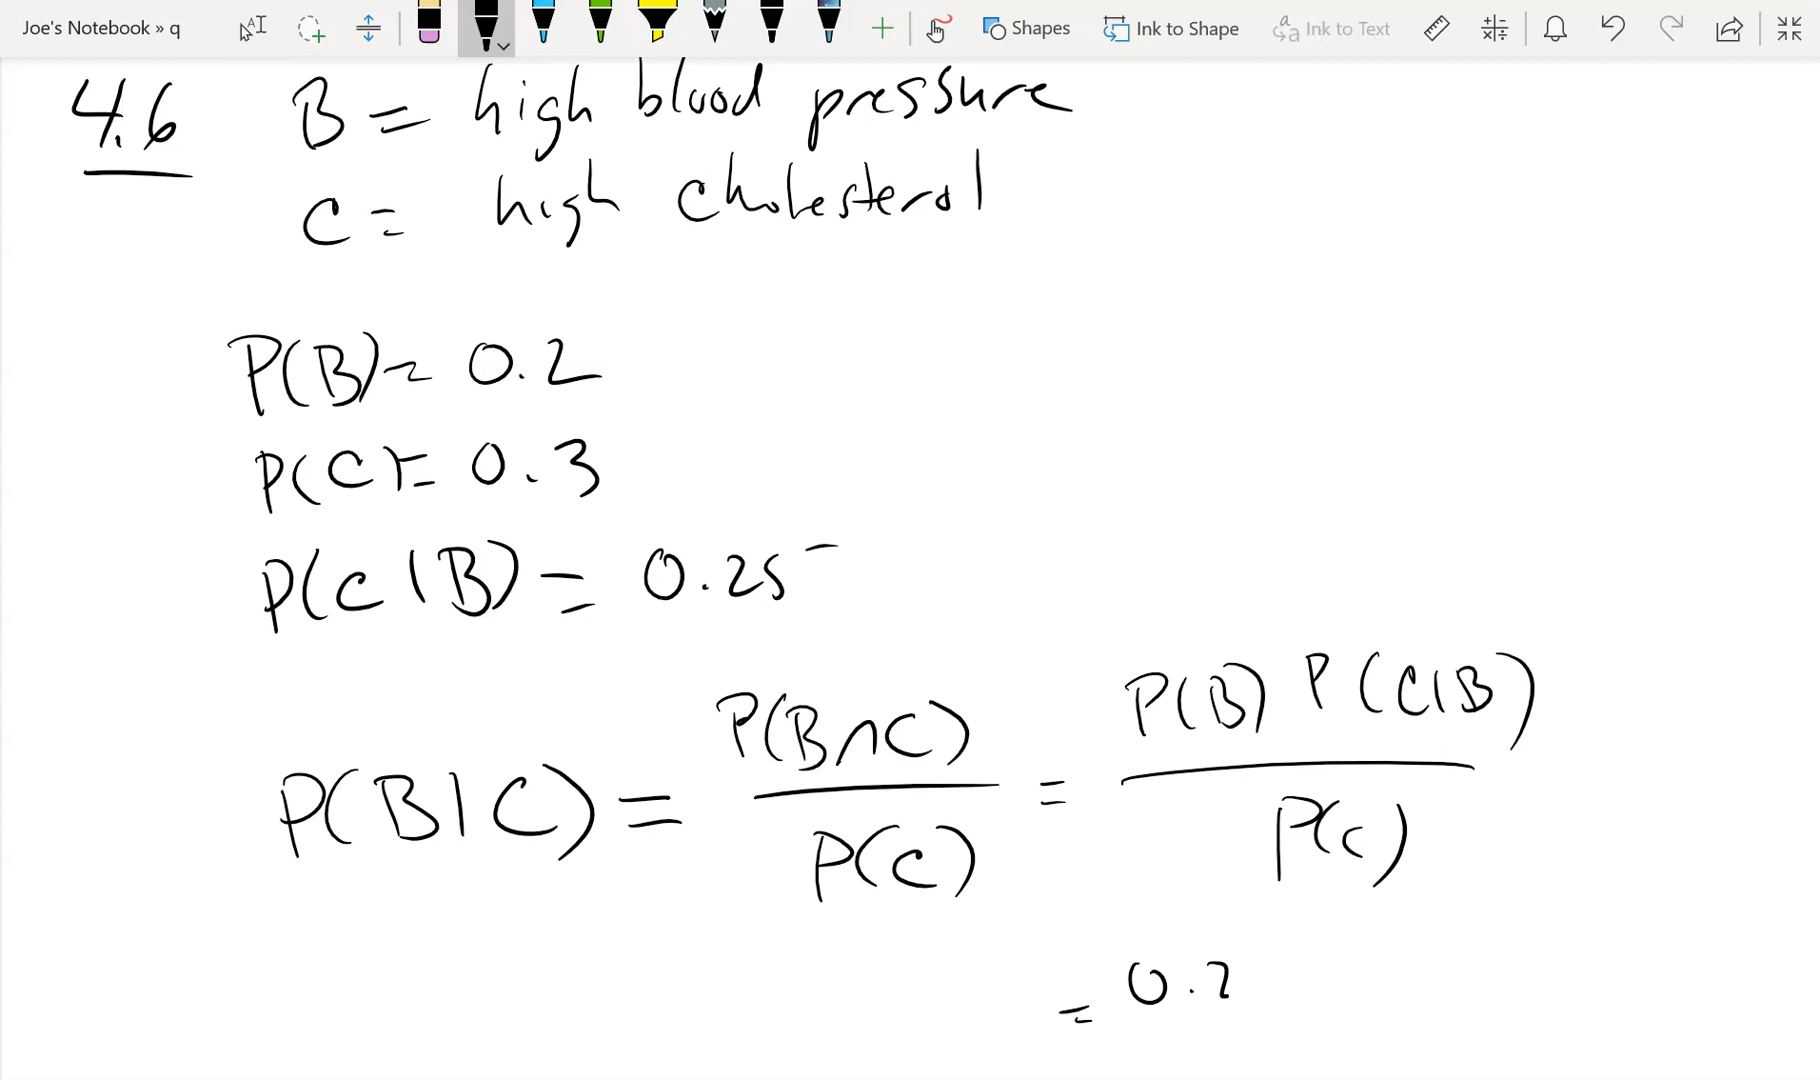 Joe's Notebook » q
Shapes
Ink to Shape
Ink to Text
4.6 B = high blood pressure
C = high cholesterol
P(B) = 0.2
P(C) = 0.3
P(C|B) = 0.25
P(B|C) = P(B∩C) / P(C) = P(B) P(C|B) / P(C)
= 0.2